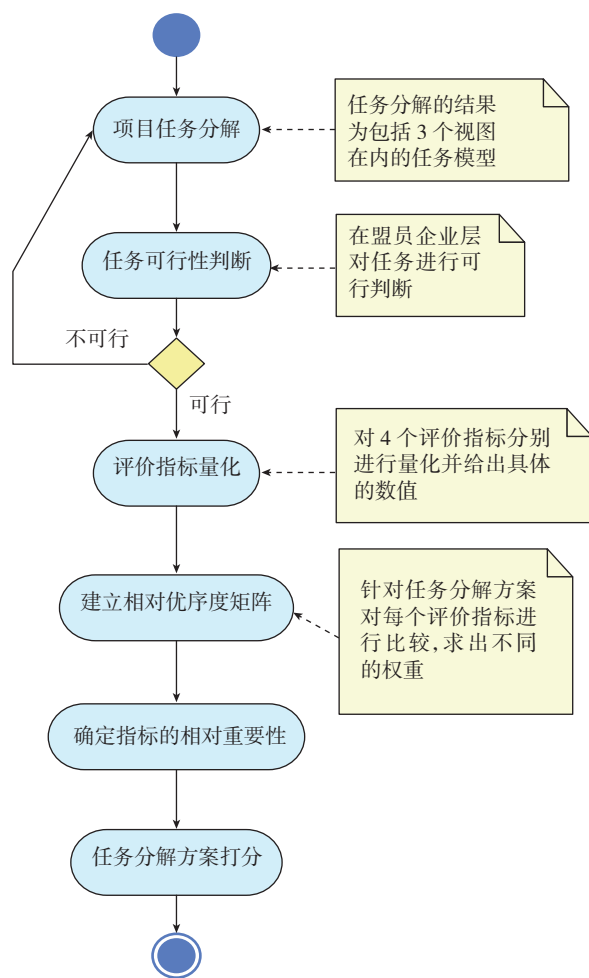 项目任务分解
任务分解的结果
为包括 3 个视图
在内的任务模型
任务可行性判断
在盟员企业层
对任务进行可
行判断
不可行
可行
评价指标量化
对 4 个评价指标分别
进行量化并给出具体
的数值
建立相对优序度矩阵
针对任务分解方案
对每个评价指标进
行比较,求出不同
的权重
确定指标的相对重要性
任务分解方案打分